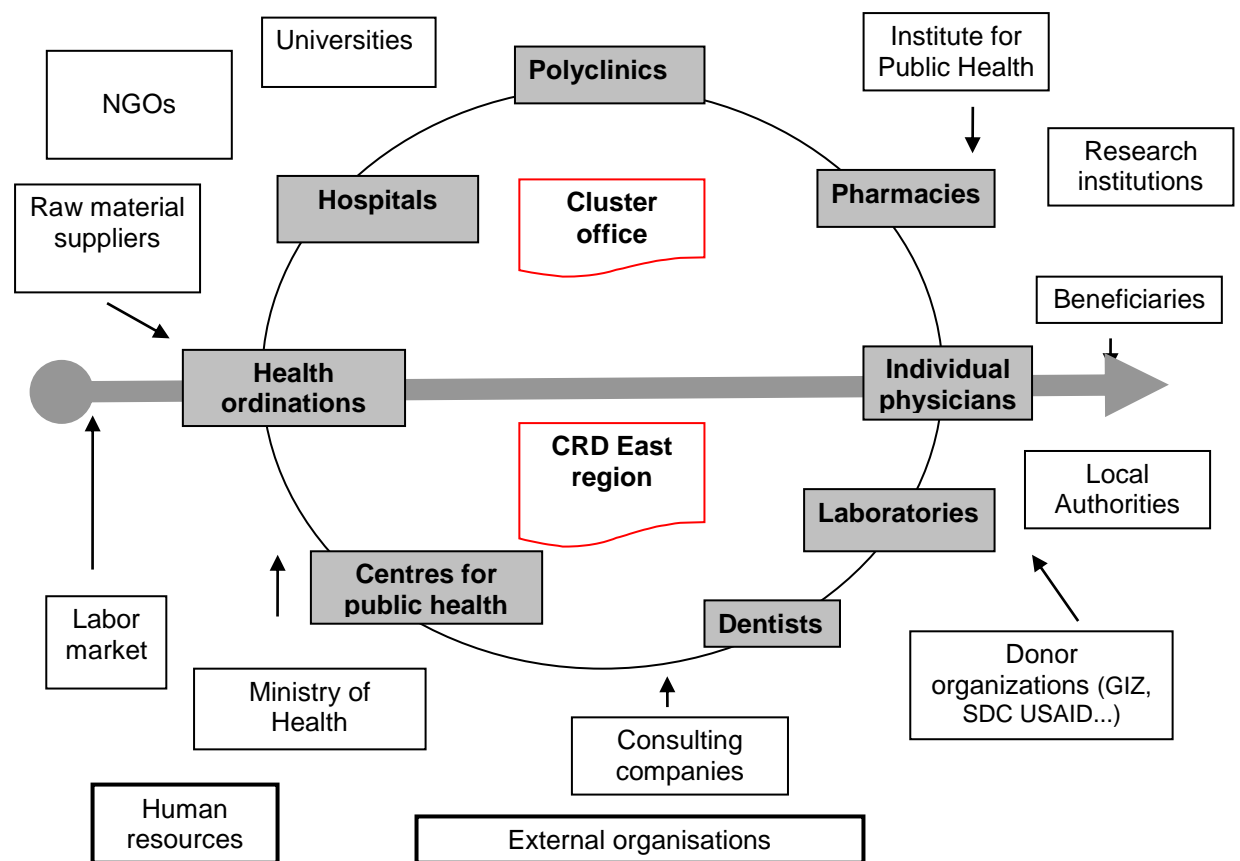 Universities
Polyclinics
Institute for
Public Health
NGOs
Research
institutions
Hospitals
Cluster
office
Pharmacies
Raw material
suppliers
Beneficiaries
Health
ordinations
Individual
physicians
CRD East
region
Local
Authorities
Laboratories
Centres for
public health
Labor
market
Dentists
Donor
organizations (GIZ,
SDC USAID...)
Ministry of
Health
Consulting
companies
Human
resources
External organisations